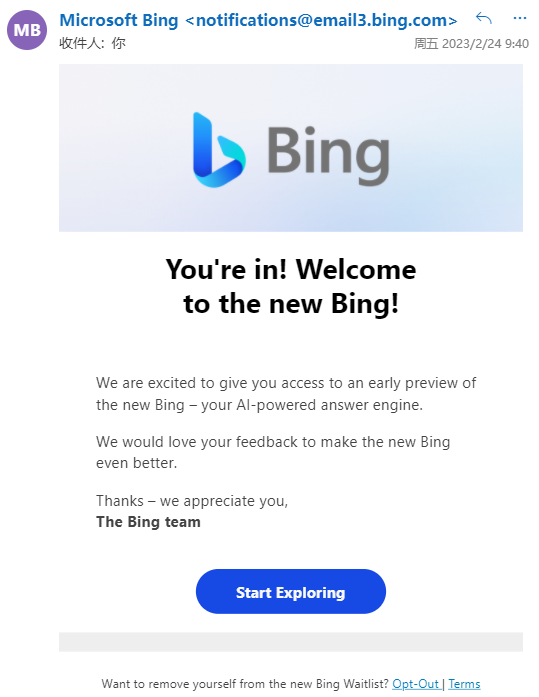 MB
Microsoft Bing <notifications@email3.bing.com>
收件人: 你
周五 2023/2/24 9:40
Bing
You're in! Welcome
to the new Bing!
We are excited to give you access to an early preview of
the new Bing – your AI-powered answer engine.
We would love your feedback to make the new Bing
even better.
Thanks – we appreciate you,
The Bing team
Start Exploring
Want to remove yourself from the new Bing Waitlist? Opt-Out | Terms